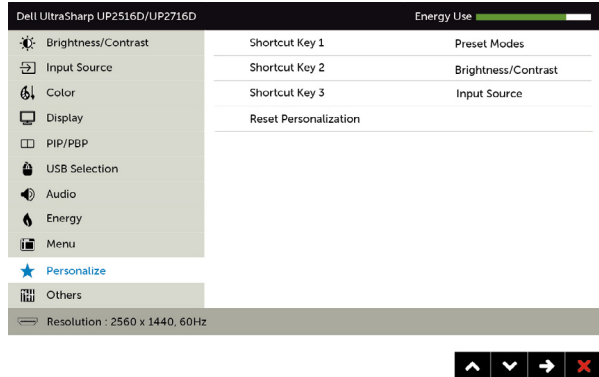 Dell UltraSharp UP2516D/UP2716D Energy Use
Brightness/Contrast Shortcut Key 1 Preset Modes
Input Source Shortcut Key 2 Brightness/Contrast
Color Shortcut Key 3 Input Source
Display Reset Personalization
PIP/PBP
USB Selection
Audio
Energy
Menu
Personalize
Others
Resolution : 2560 x 1440, 60Hz